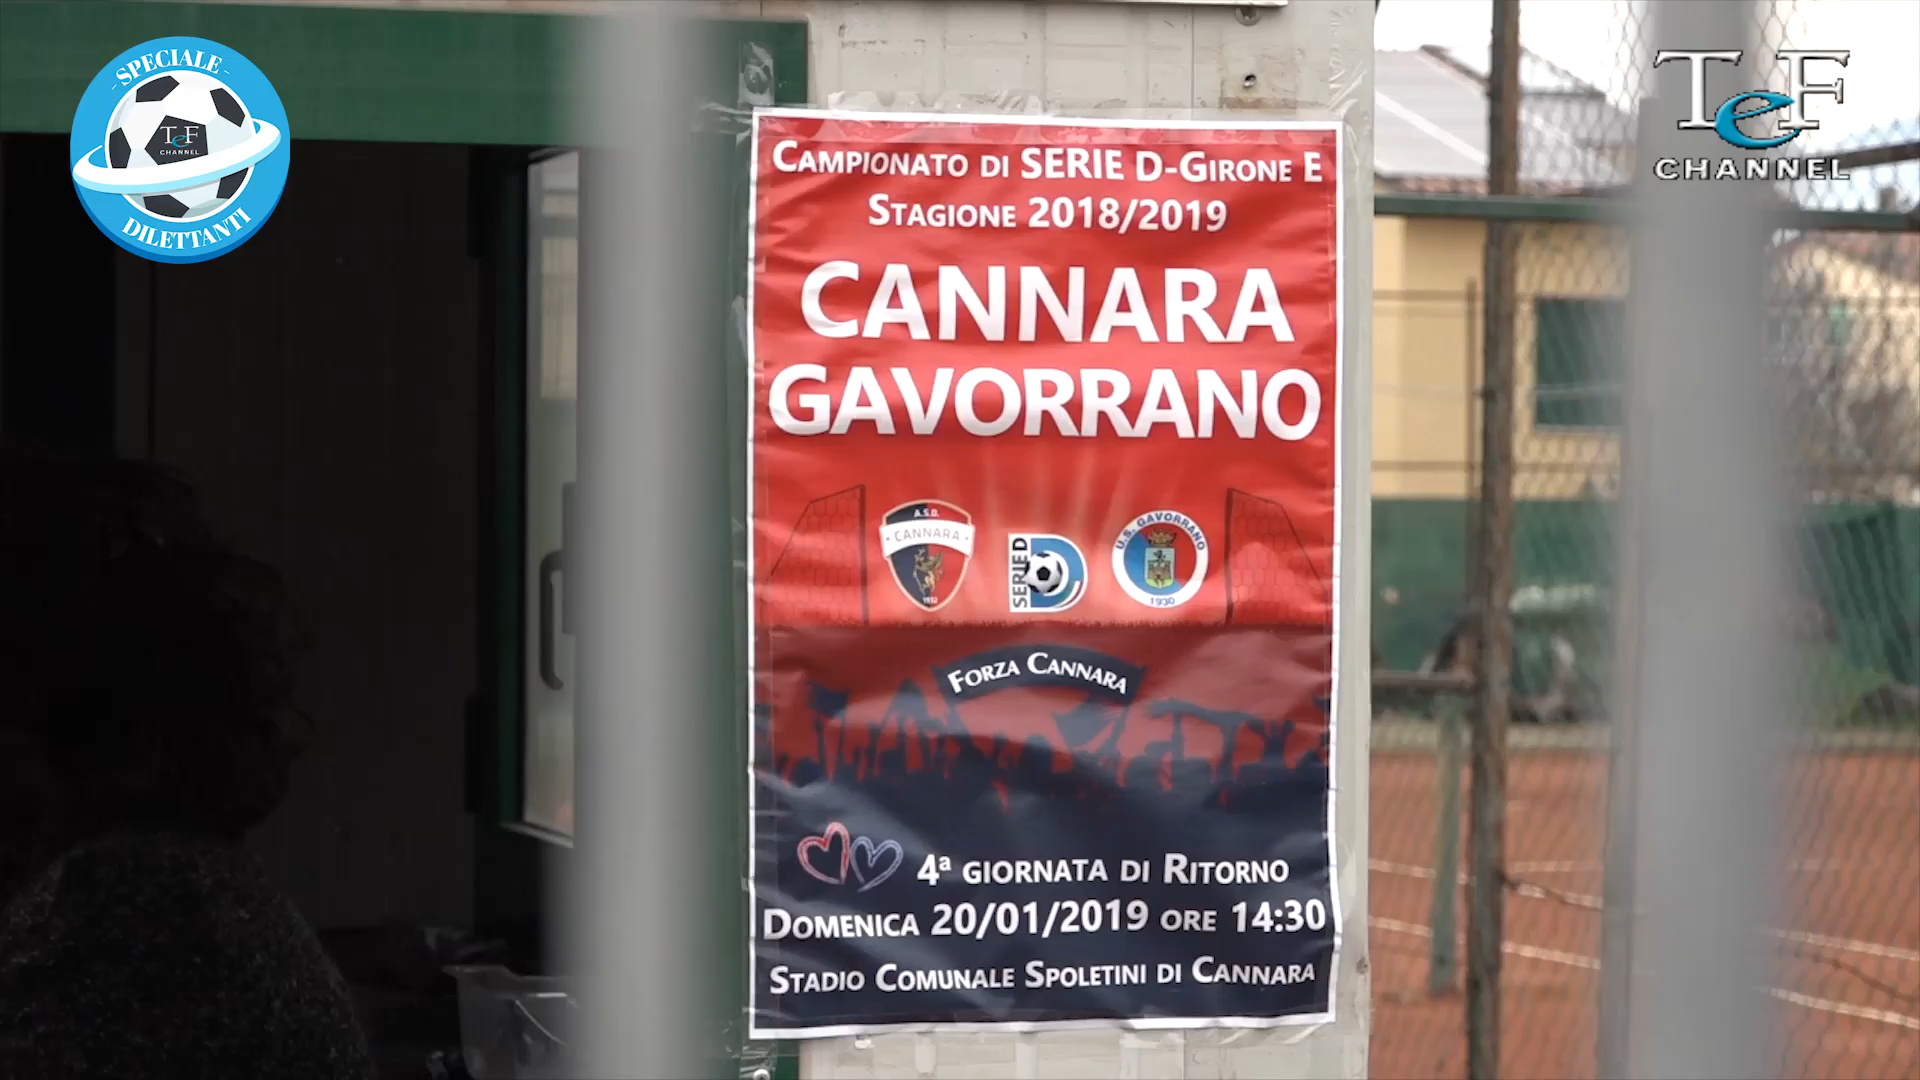 - SPECIALE -
TeF
CHANNEL
DILETTANTI
TeF
CHANNEL
CAMPIONATO DI SERIE D-GIRONE E
STAGIONE 2018/2019
CANNARA
GAVORRANO
A.S.D.
• CANNARA •
1932
SERIE D
U.S. GAVORRANO
1930
FORZA CANNARA
4ª GIORNATA DI RITORNO
DOMENICA 20/01/2019 ORE 14:30
STADIO COMUNALE SPOLETINI DI CANNARA